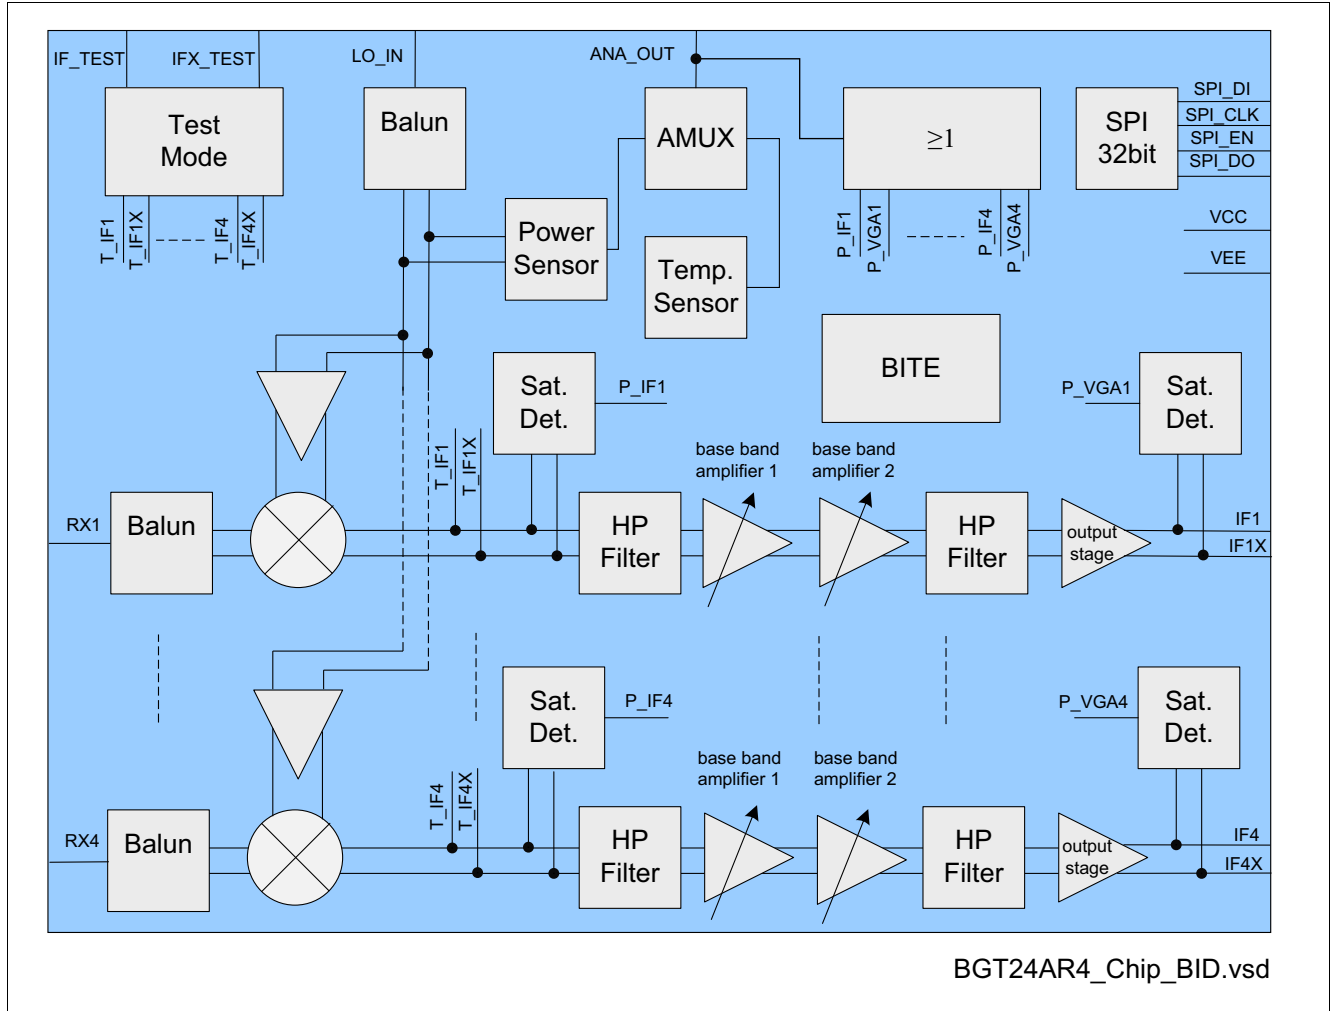 IF_TEST
IFX_TEST
LO_IN
ANA_OUT
Test
Mode
Balun
AMUX
≥1
SPI
32bit
SPI_DI
SPI_CLK
SPI_EN
SPI_DO
T_IF1
T_IF1X
T_IF4
T_IF4X
Power
Sensor
Temp.
Sensor
P_IF1
P_VGA1
P_IF4
P_VGA4
VCC
VEE
BITE
Sat.
Det.
P_IF1
P_VGA1
Sat.
Det.
T_IF1
T_IF1X
base band
amplifier 1
base band
amplifier 2
RX1
Balun
HP
Filter
HP
Filter
output
stage
IF1
IF1X
Sat.
Det.
P_IF4
P_VGA4
Sat.
Det.
T_IF4
T_IF4X
base band
amplifier 1
base band
amplifier 2
RX4
Balun
HP
Filter
HP
Filter
output
stage
IF4
IF4X
BGT24AR4_Chip_BID.vsd